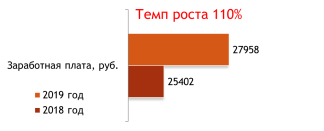 Темп роста 110%
27958
Заработная плата, руб.
25402
2019 год
2018 год